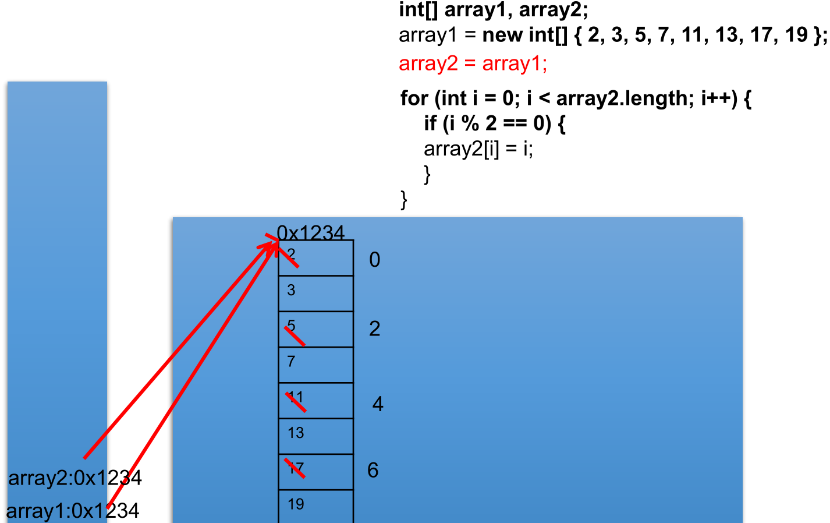 int[] array1, array2;
array1 = new int[] { 2, 3, 5, 7, 11, 13, 17, 19 };
array2 = array1;
for (int i = 0; i < array2.length; i++) {
if (i % 2 == 0) {
array2[i] = i;
}
}
0x1234
2 0
3
5 2
7
11 4
13
17 6
19
array2:0x1234
array1:0x1234